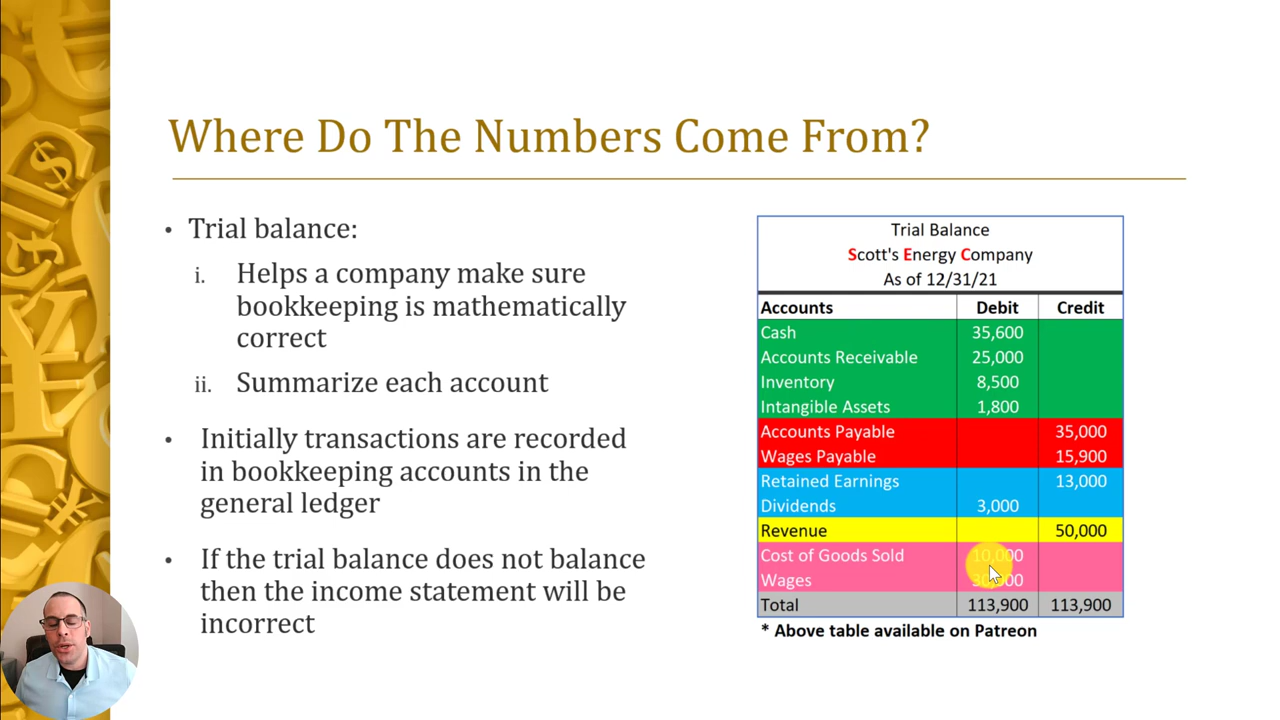 Where Do The Numbers Come From?
• Trial balance:
i. Helps a company make sure
bookkeeping is mathematically
correct
ii. Summarize each account
• Initially transactions are recorded
in bookkeeping accounts in the
general ledger
• If the trial balance does not balance
then the income statement will be
incorrect
Trial Balance
Scott's Energy Company
As of 12/31/21
Accounts Debit Credit
Cash 35,600
Accounts Receivable 25,000
Inventory 8,500
Intangible Assets 1,800
Accounts Payable 35,000
Wages Payable 15,900
Retained Earnings 13,000
Dividends 3,000
Revenue 50,000
Cost of Goods Sold 10,000
Wages
Total 113,900 113,900
* Above table available on Patreon